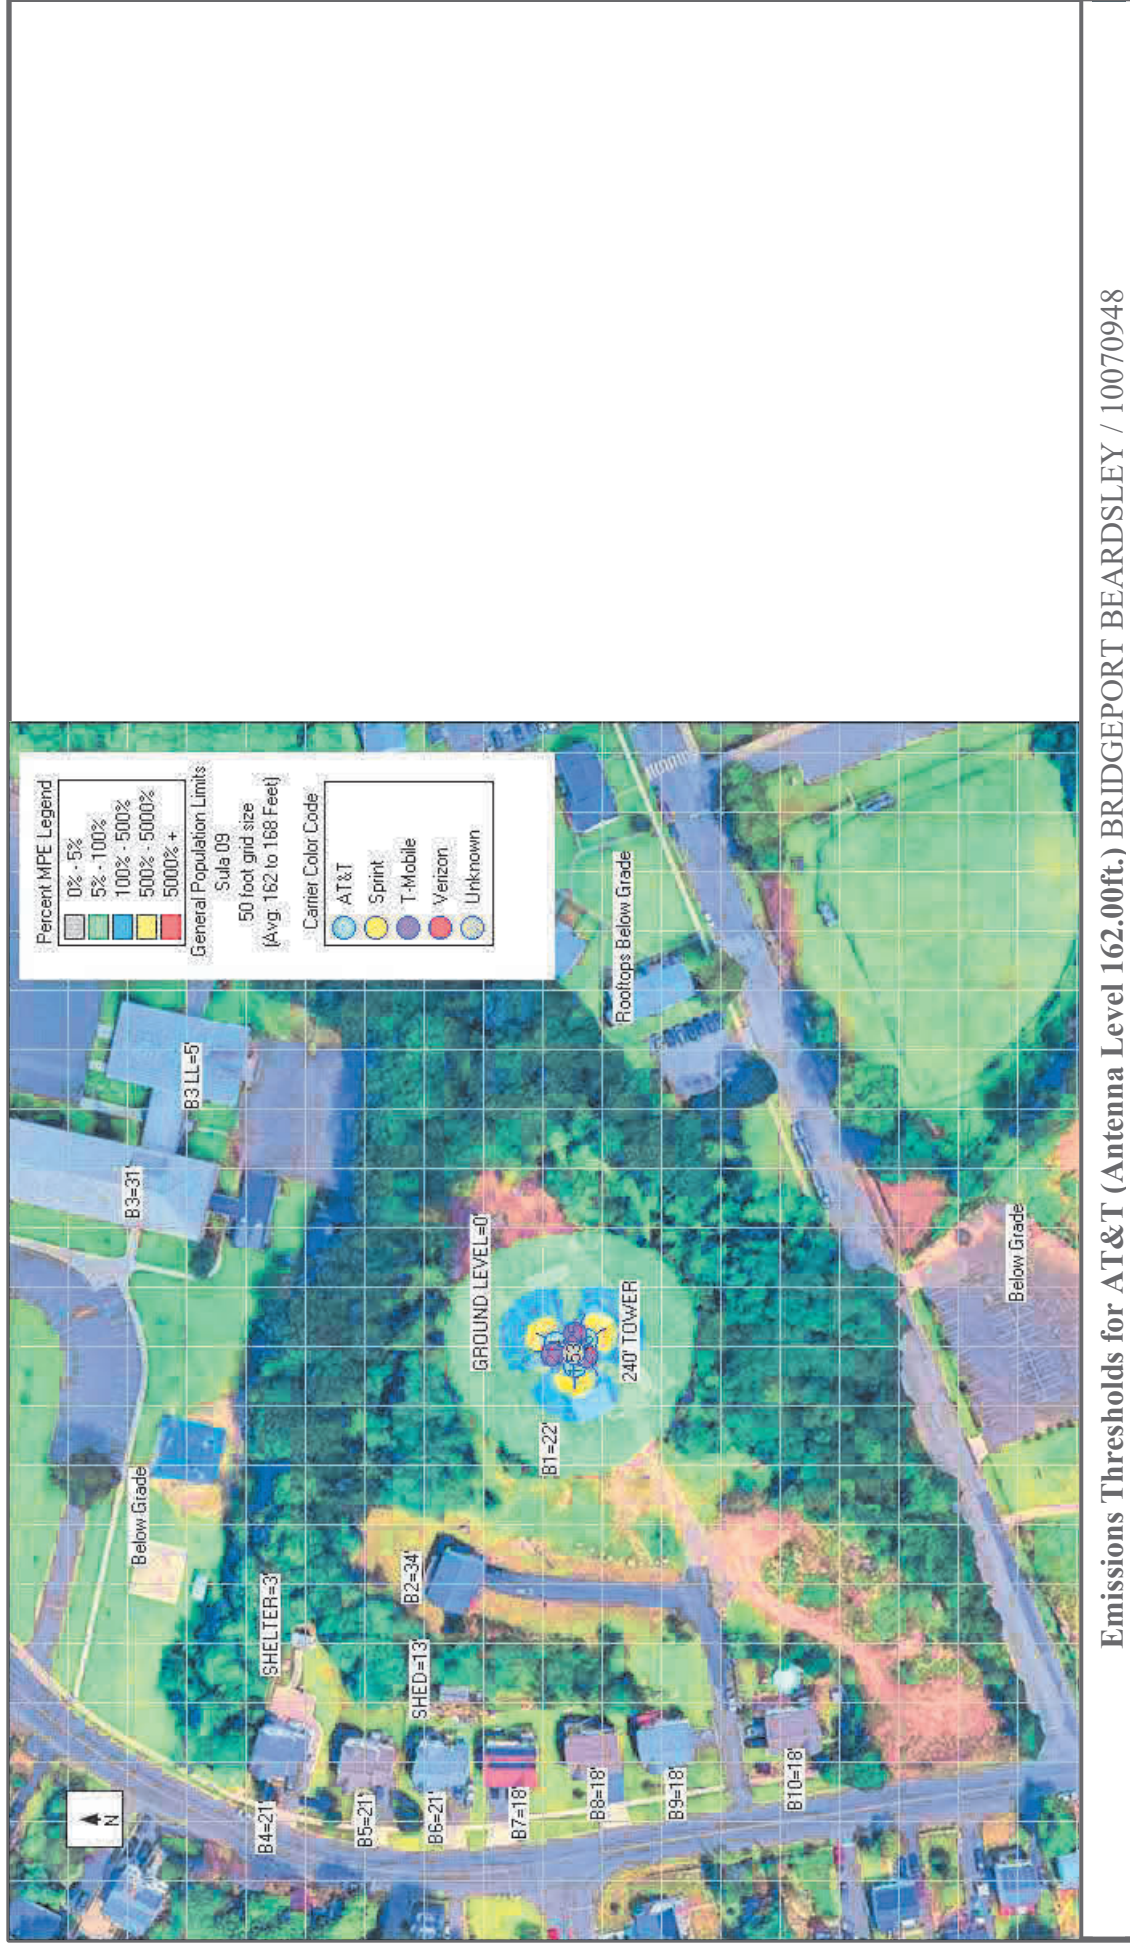 Percent MPE Legend
0% - 5%
5% - 100%
100% - 500%
500% - 5000%
5000% +
General Population Limits
Sula 09
50 foot grid size
(Avg: 162 to 168 Feet)
Carrier Color Code
AT&T
Sprint
T-Mobile
Verizon
Unknown
N
B4=21'
B5=21'
B6=21'
B7=18'
B8=18'
B9=18'
B10=18'
SHELTER=3'
SHED=13'
B2=34'
Below Grade
B3=31'
B3 LL=5'
GROUND LEVEL=0'
B1=22'
240' TOWER
Rooftops Below Grade
Below Grade
Emissions Thresholds for AT&T (Antenna Level 162.00ft.) BRIDGEPORT BEARDSLEY / 10070948